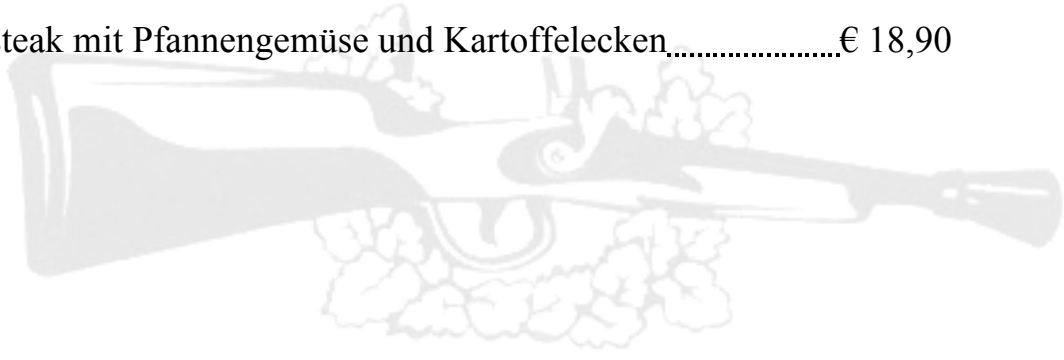 teak mit Pfannengemüse und Kartoffelecken.................€ 18,90